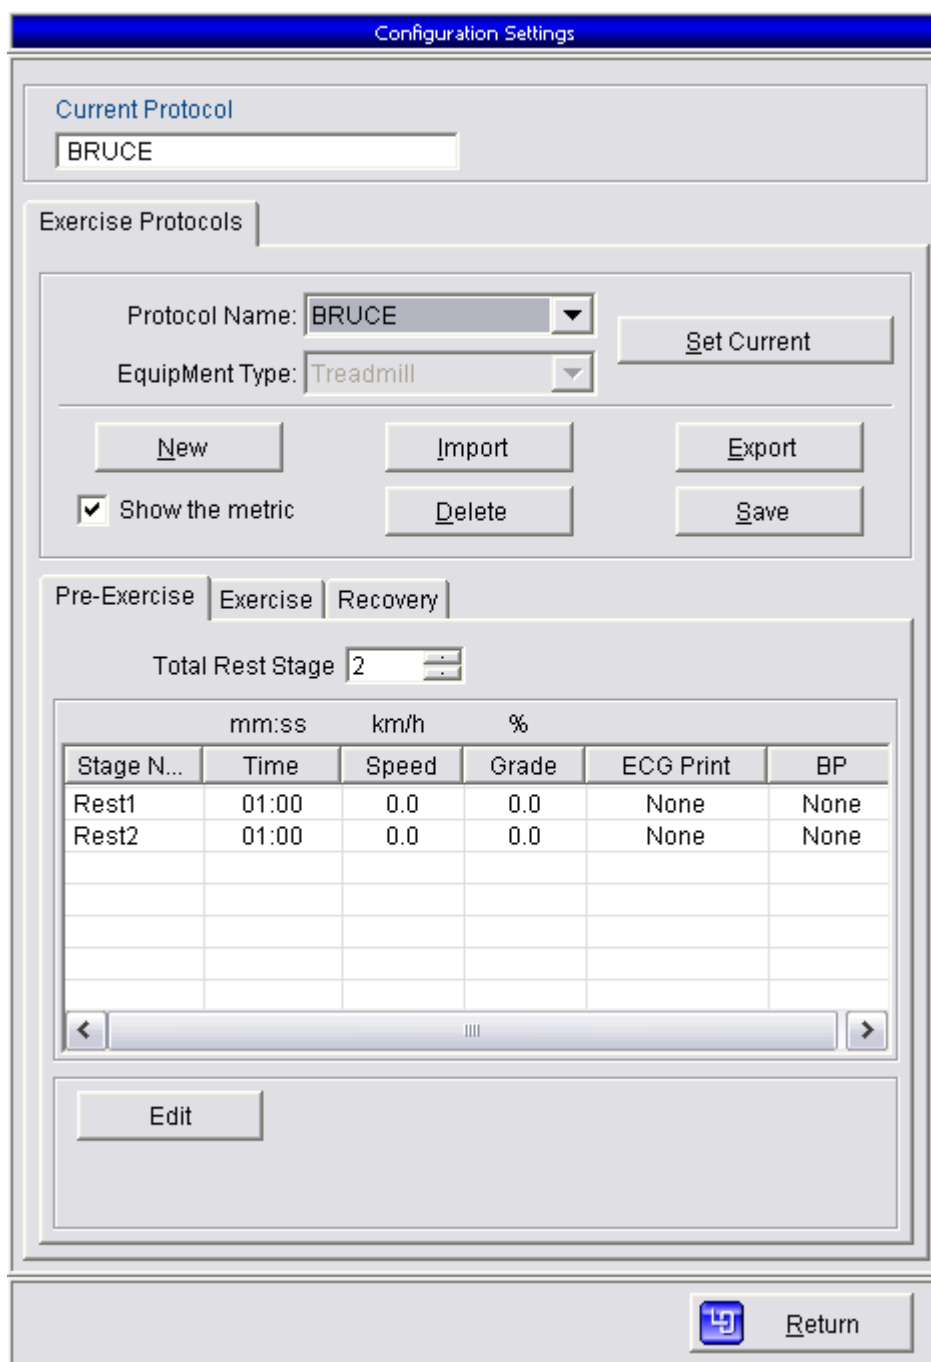 Configuration Settings
Current Protocol
BRUCE
Exercise Protocols
Protocol Name: BRUCE
Set Current
EquipMent Type: Treadmill
New Import Export
Show the metric Delete Save
Pre-Exercise Exercise Recovery
Total Rest Stage 2
mm:ss km/h %
Stage N... Time Speed Grade ECG Print BP
Rest1 01:00 0.0 0.0 None None
Rest2 01:00 0.0 0.0 None None
Edit
Return